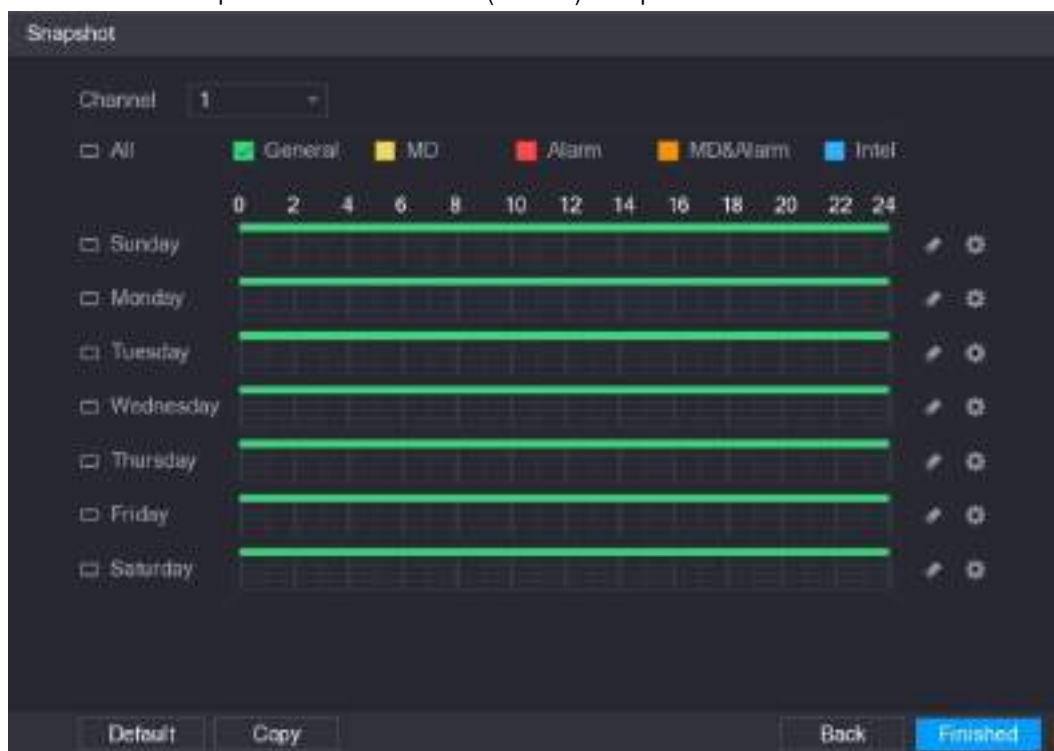 Snapshot
Channel 1
All General MD Alarm MD&Alarm Intel
0 2 4 6 8 10 12 14 16 18 20 22 24
Sunday
Monday
Tuesday
Wednesday
Thursday
Friday
Saturday
Default Copy Back Finished